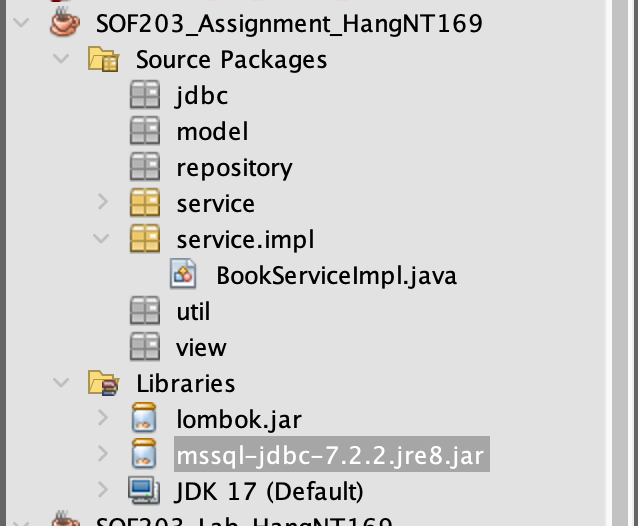 SOF203_Assignment_HangNT169
Source Packages
jdbc
model
repository
service
service.impl
BookServiceImpl.java
util
view
Libraries
lombok.jar
mssql-jdbc-7.2.2.jre8.jar
JDK 17 (Default)
SOF203_Lab_HangNT169